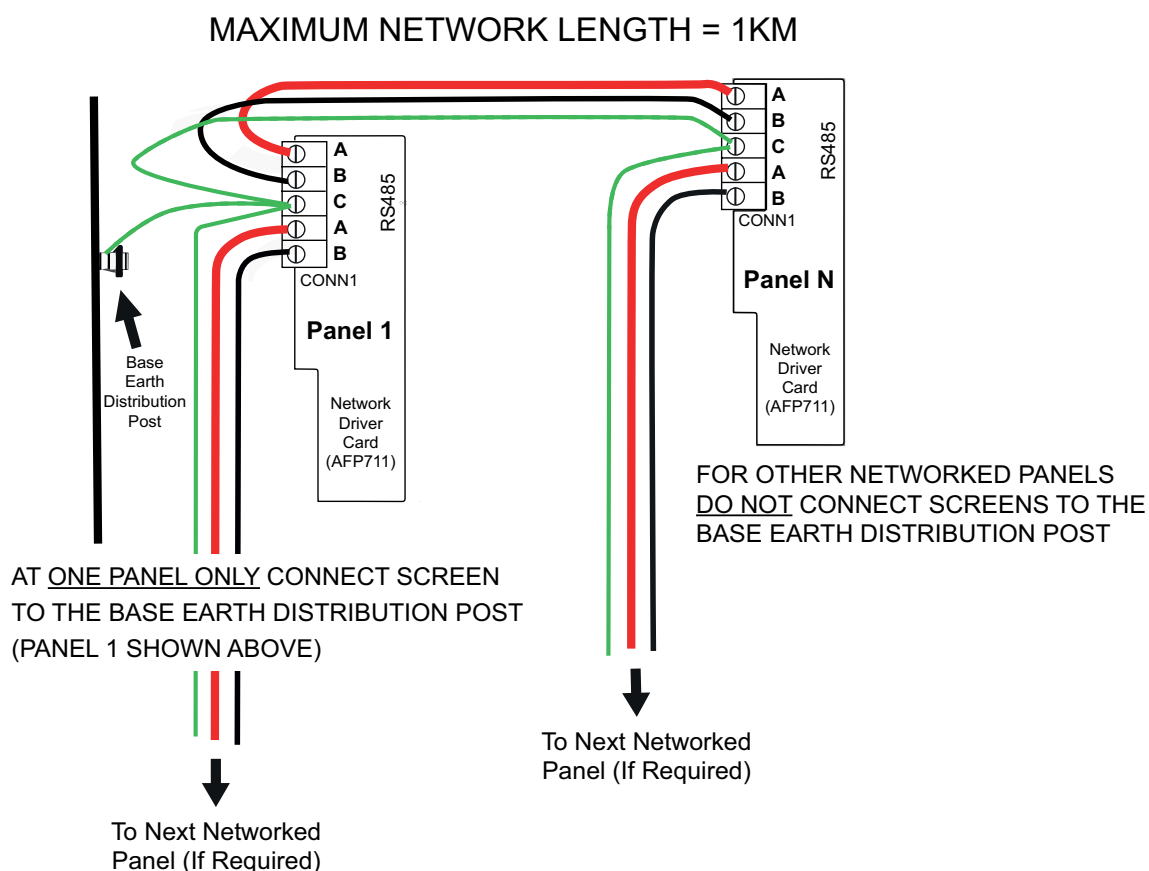 MAXIMUM NETWORK LENGTH = 1KM
A
B
C
A
B
RS485
CONN1
Panel 1
Network
Driver
Card
(AFP711)
Base
Earth
Distribution
Post
A
B
C
A
B
RS485
CONN1
Panel N
Network
Driver
Card
(AFP711)
FOR OTHER NETWORKED PANELS
DO NOT CONNECT SCREENS TO THE
BASE EARTH DISTRIBUTION POST
AT ONE PANEL ONLY CONNECT SCREEN
TO THE BASE EARTH DISTRIBUTION POST
(PANEL 1 SHOWN ABOVE)
To Next Networked
Panel (If Required)
To Next Networked
Panel (If Required)